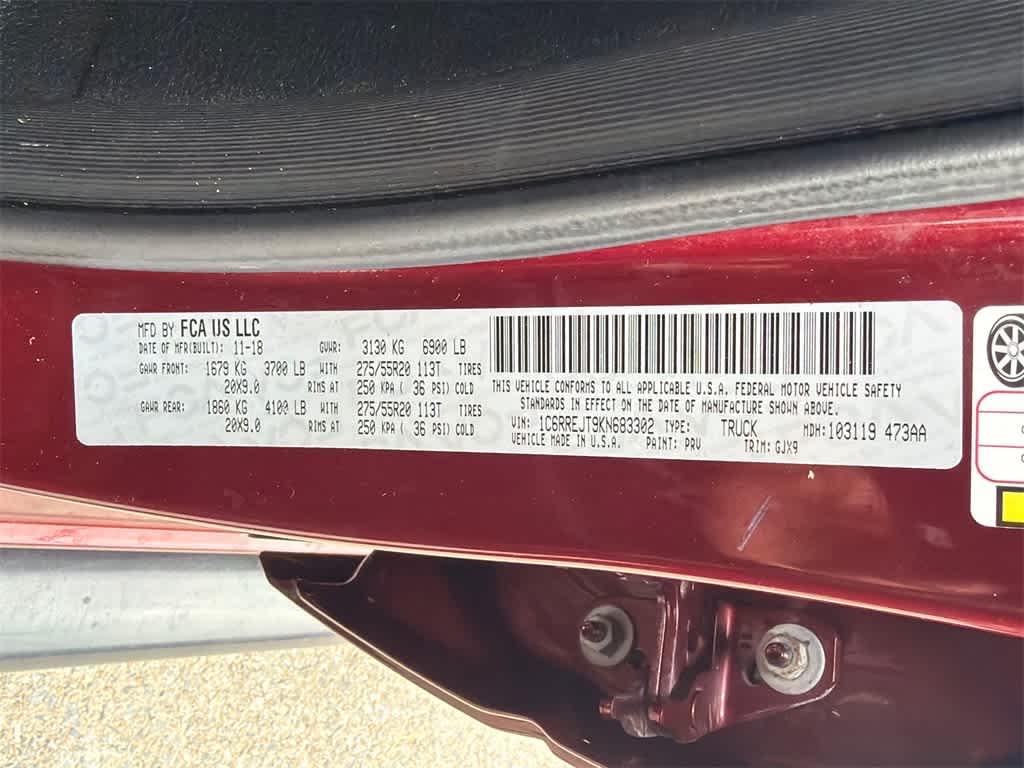 MFD BY FCA US LLC
DATE OF MFR(BUILT): 11-18 GVWR: 3130 KG 6900 LB
GAWR FRONT: 1679 KG 3700 LB WITH 275/55R20 113T TIRES
20X9.0 RIMS AT 250 KPA ( 36 PSI) COLD
GAWR REAR: 1860 KG 4100 LB WITH 275/55R20 113T TIRES
20X9.0 RIMS AT 250 KPA ( 36 PSI) COLD
THIS VEHICLE CONFORMS TO ALL APPLICABLE U.S.A. FEDERAL MOTOR VEHICLE SAFETY
STANDARDS IN EFFECT ON THE DATE OF MANUFACTURE SHOWN ABOVE.
VIN: 1C6RREJT9KN683302 TYPE: TRUCK MDH: 103119 473AA
VEHICLE MADE IN U.S.A. PAINT: PRV TRIM: GJX9